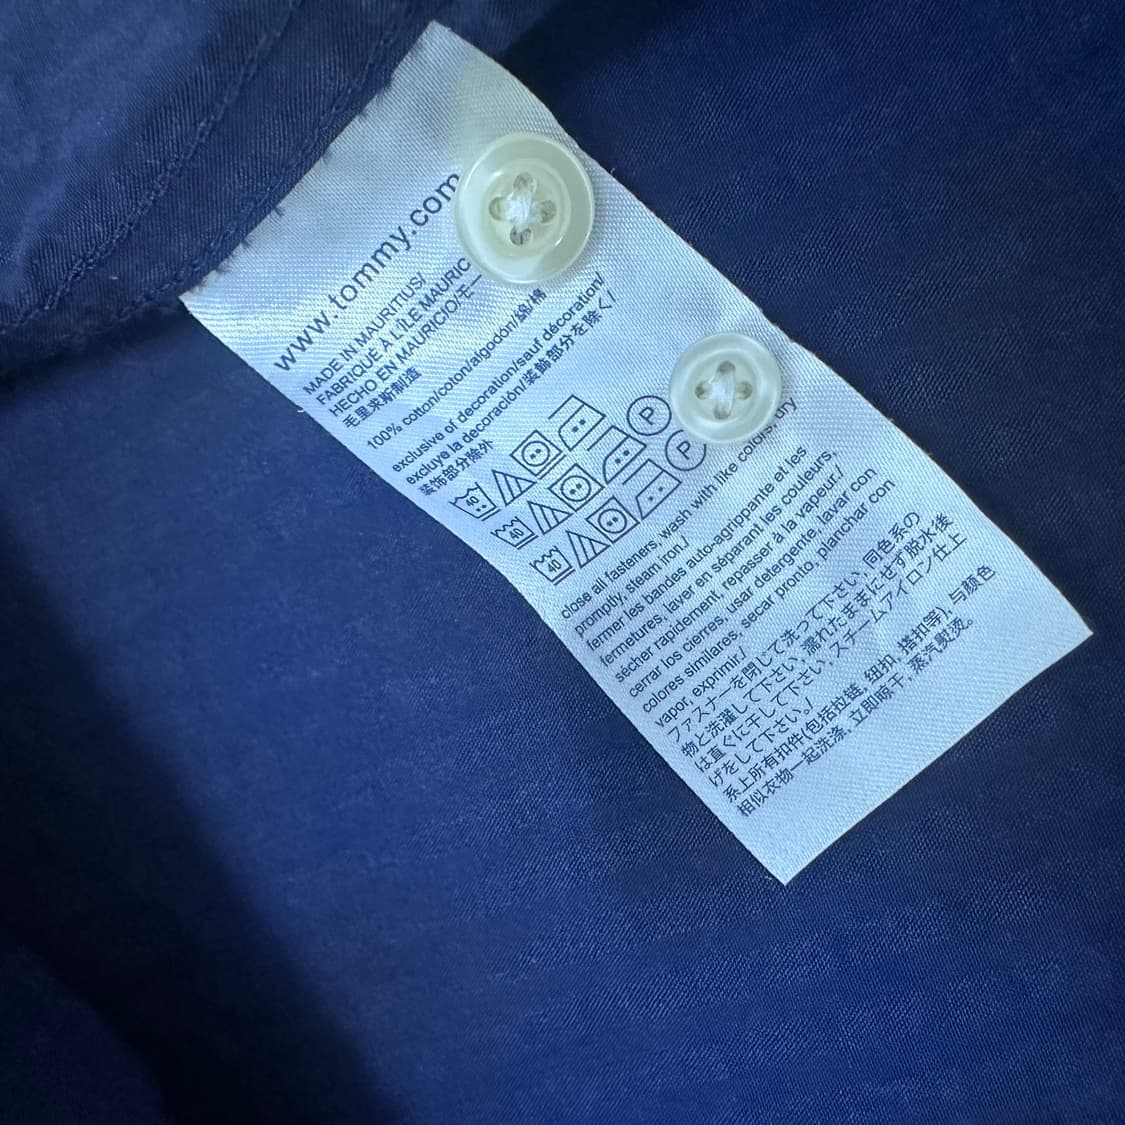 www.tommy.com
MADE IN MAURITIUS/
FABRIQUÉ À L'ÎLE MAURIC
HECHO EN MAURICIO/モー
毛里求斯制造
100% cotton/coton/algodón/綿/棉
exclusive of decoration/sauf décoration/
excluye la decoración/装飾部分を除く/
装饰部分除外
40 P
40 P
40
close all fasteners, wash with like colors, dry
promptly, steam iron./
fermer les bandes auto-agrippante et les
fermetures, laver en séparant les couleurs,
sécher rapidement, repasser à la vapeur./
cerrar los cierres, usar detergente, lavar con
colores similares, secar pronto, planchar con
vapor, exprimir./
ファスナーを閉じて洗って下さい, 同色系の
物と洗濯して下さい, 濡れたままにせず脱水後
は直ぐに干して下さい, スチームアイロン仕上
げをして下さい。/
系上所有扣件(包括拉链, 纽扣, 搭扣等), 与颜色
相似衣物一起洗涤, 立即晾干, 蒸汽熨烫。